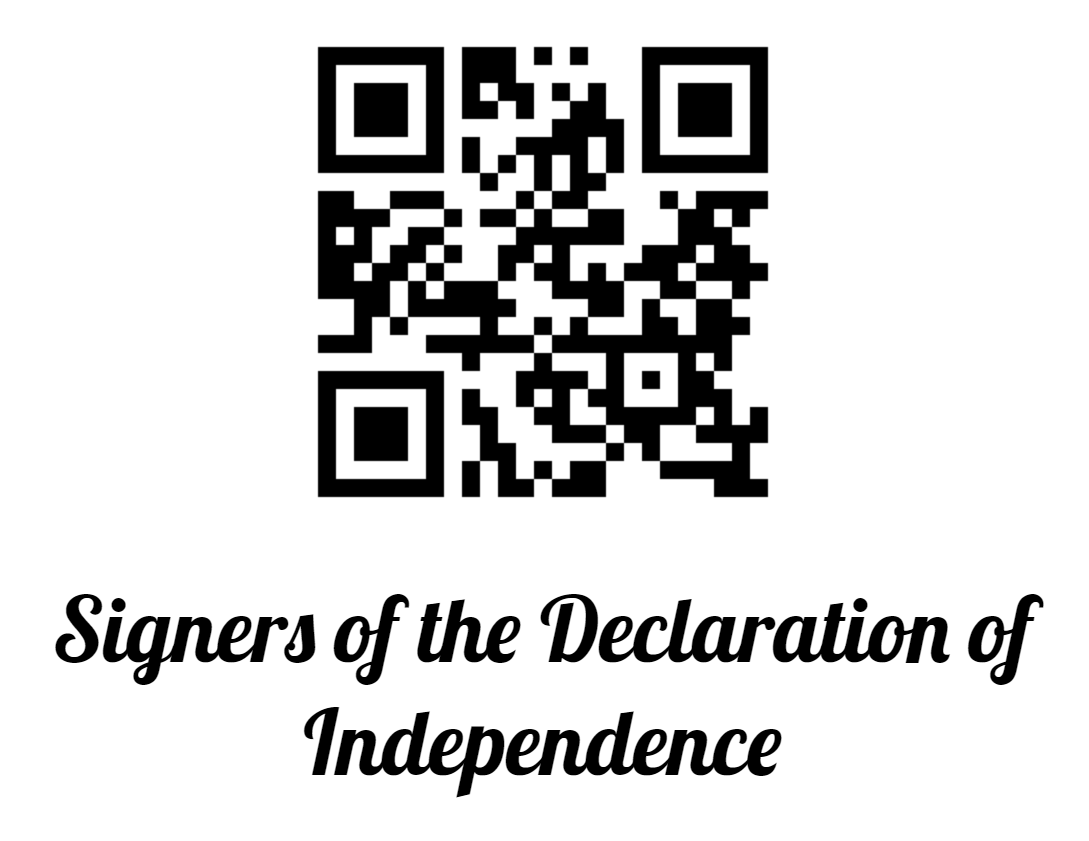 Signers of the Declaration of
Independence